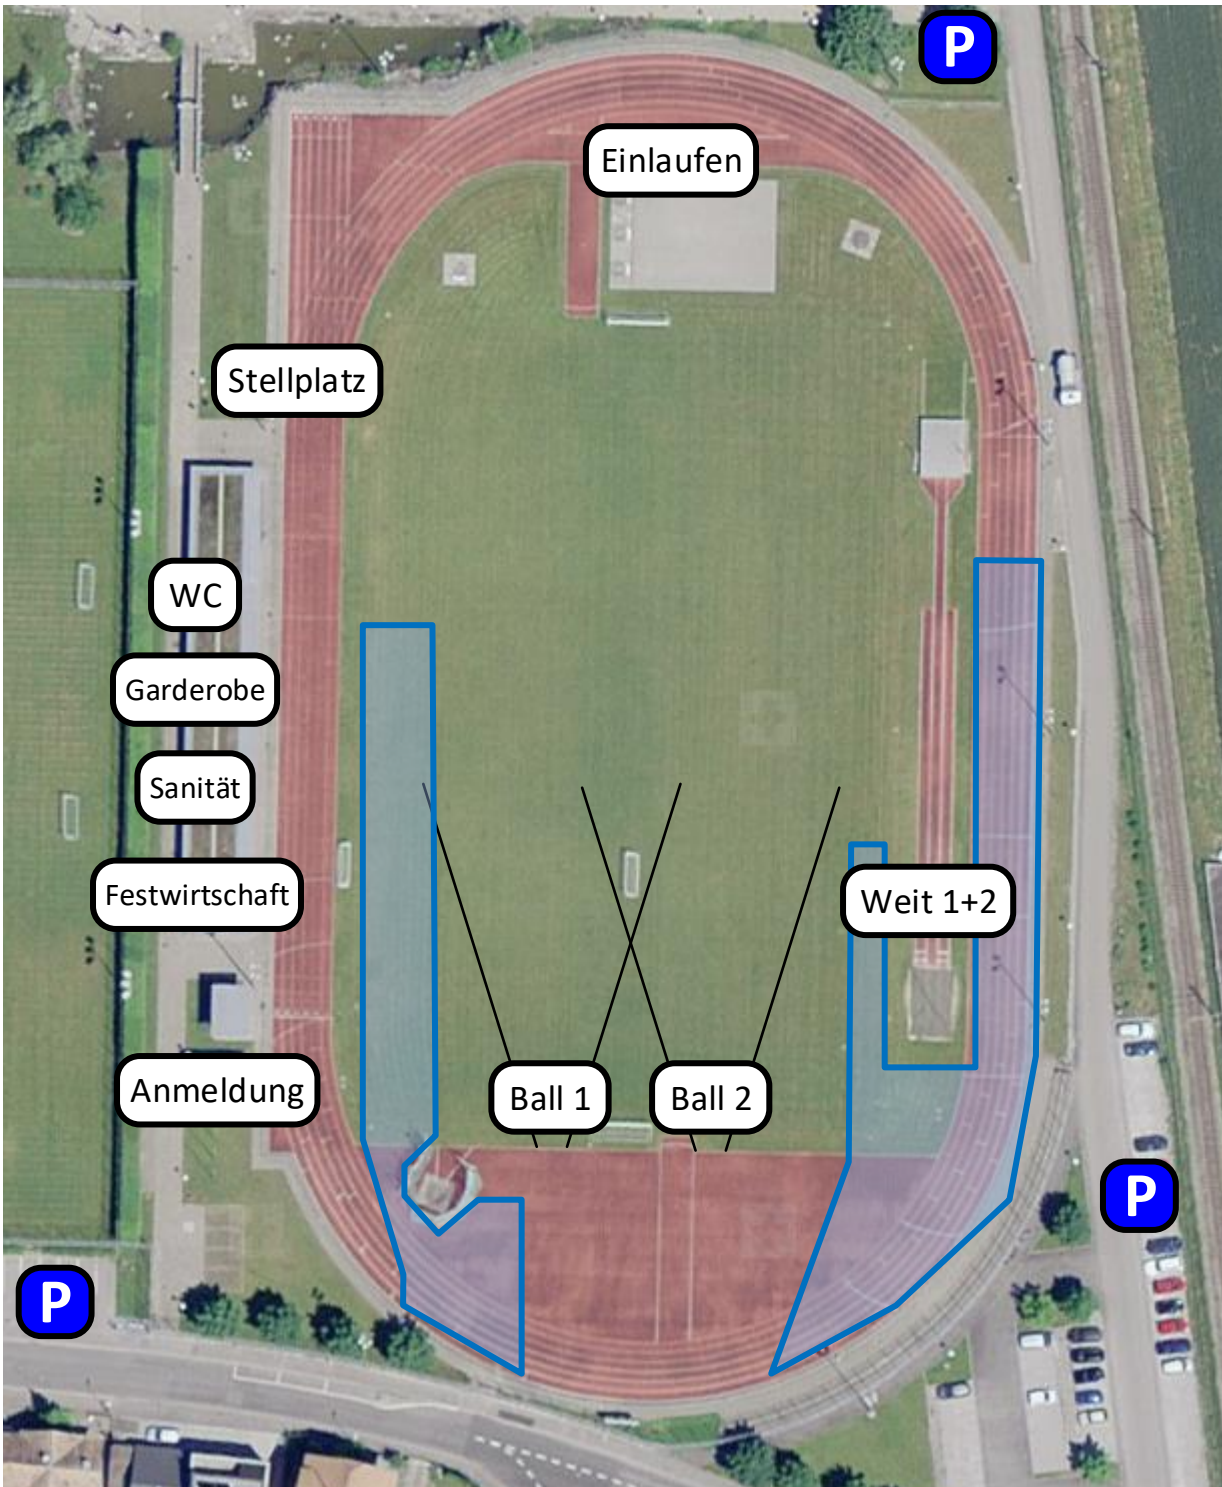 P
Einlaufen
Stellplatz
WC
Garderobe
Sanität
Festwirtschaft
Weit 1+2
Anmeldung
Ball 1
Ball 2
P
P